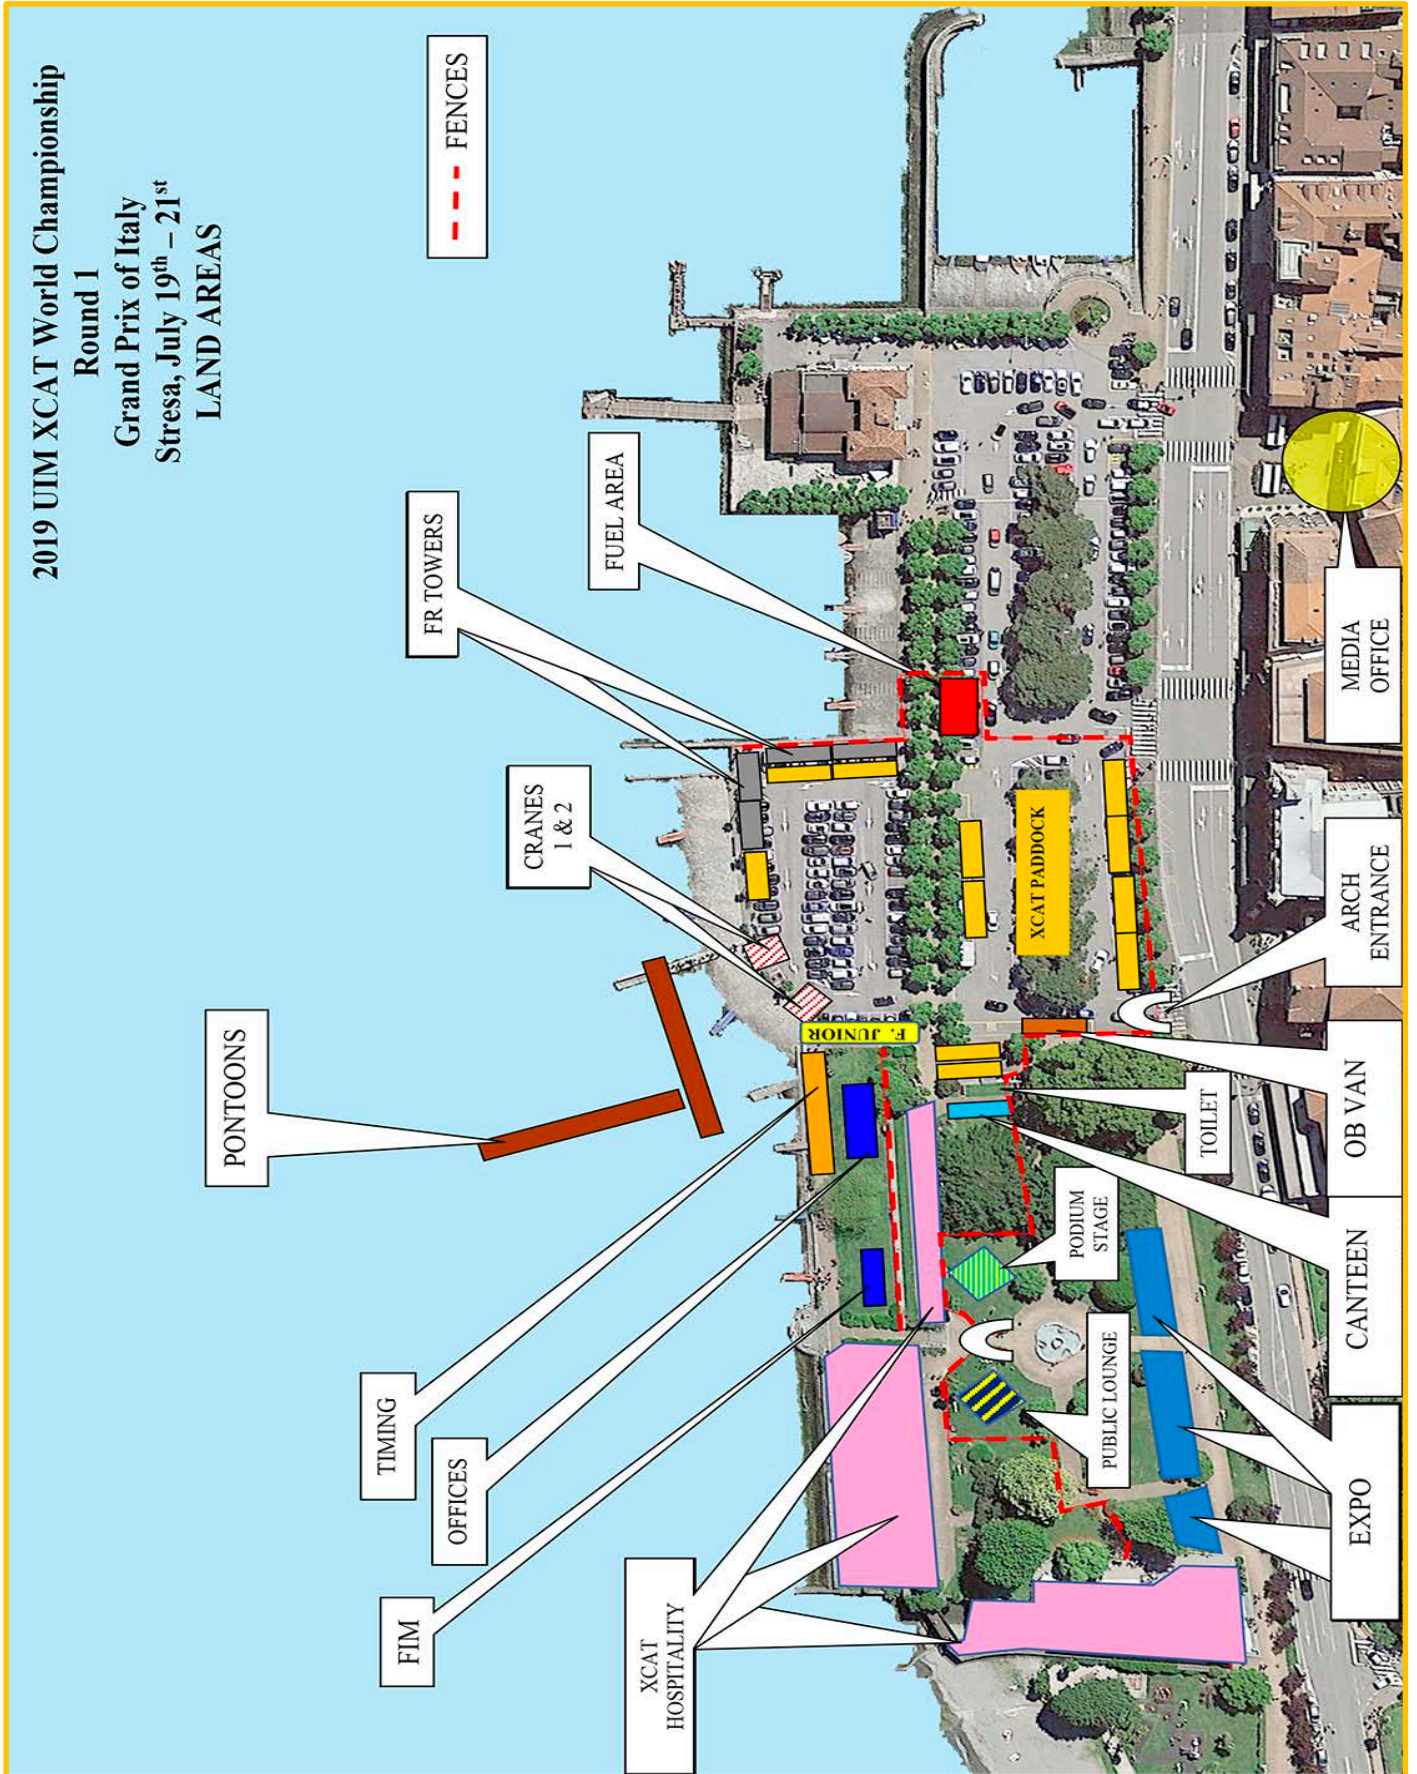 2019 UIM XCAT World Championship
Round 1
Grand Prix of Italy
Stresa, July 19th – 21st
LAND AREAS
FENCES
PONTOONS
CRANES
1 & 2
FR TOWERS
FUEL AREA
TIMING
OFFICES
FIM
XCAT
HOSPITALITY
F. JUNIOR
XCAT PADDOCK
PODIUM
STAGE
PUBLIC LOUNGE
TOILET
EXPO
CANTEEN
OB VAN
ARCH
ENTRANCE
MEDIA
OFFICE